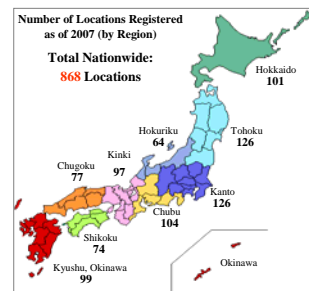 Number of Locations Registered
as of 2007 (by Region)
Total Nationwide:
868 Locations
Hokkaido
101
Hokuriku
64
Tohoku
126
Kinki
97
Chugoku
77
Kanto
126
Chubu
104
Shikoku
74
Okinawa
Kyushu, Okinawa
99